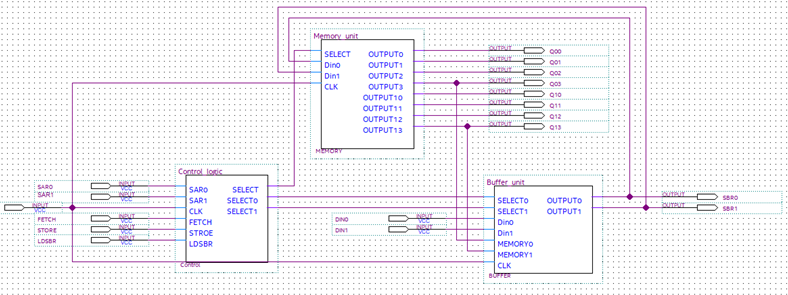 Memory unit
SELECT OUTPUT0
Din0 OUTPUT1
Din1 OUTPUT2
CLK OUTPUT3
OUTPUT10
OUTPUT11
OUTPUT12
OUTPUT13
MEMORY
OUTPUT Q00
OUTPUT Q01
OUTPUT Q02
OUTPUT Q03
OUTPUT Q10
OUTPUT Q11
OUTPUT Q12
OUTPUT Q13
Control logic
SAR0 SELECT
SAR1 SELECT0
CLK SELECT1
FETCH
STROE
LDSBR
Control
SAR0 INPUT VCC
SAR1 INPUT VCC
INPUT VCC
FETCH INPUT VCC
STORE INPUT VCC
LDSBR INPUT VCC
DIN0 INPUT VCC
DIN1 INPUT VCC
Buffer unit
SELECT0 OUTPUT0
SELECT1 OUTPUT1
Din0
Din1
MEMORY0
MEMORY1
CLK
BUFFER
OUTPUT SBR0
OUTPUT SBR1